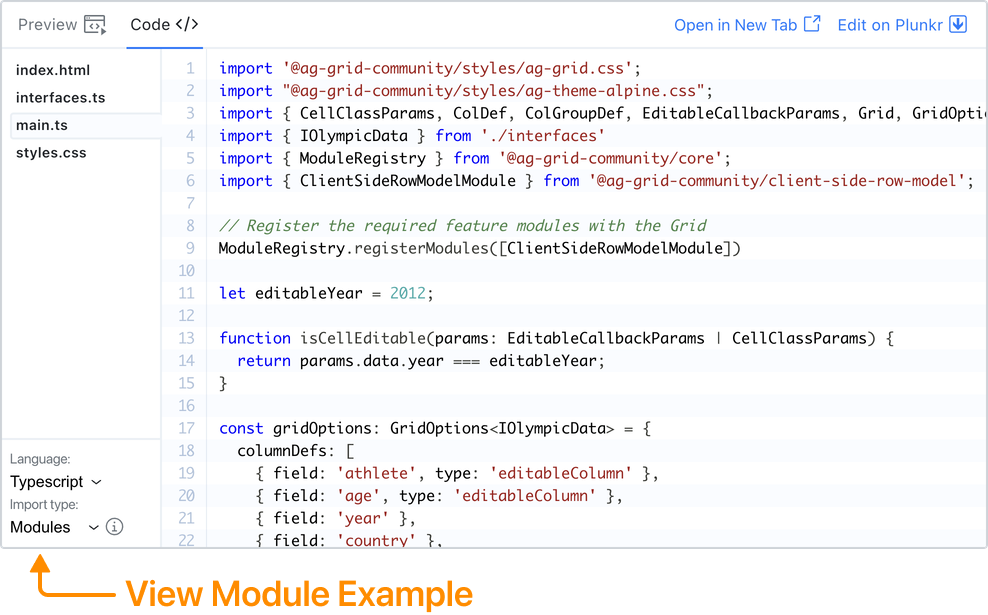 Preview Code </> Open in New Tab Edit on Plunkr
index.html
interfaces.ts
main.ts
styles.css
1 import '@ag-grid-community/styles/ag-grid.css';
2 import "@ag-grid-community/styles/ag-theme-alpine.css";
3 import { CellClassParams, ColDef, ColGroupDef, EditableCallbackParams, Grid, GridOpti
4 import { IOlympicData } from './interfaces'
5 import { ModuleRegistry } from '@ag-grid-community/core';
6 import { ClientSideRowModelModule } from '@ag-grid-community/client-side-row-model';
7
8 // Register the required feature modules with the Grid
9 ModuleRegistry.registerModules([ClientSideRowModelModule])
10
11 let editableYear = 2012;
12
13 function isCellEditable(params: EditableCallbackParams | CellClassParams) {
14   return params.data.year === editableYear;
15 }
16
17 const gridOptions: GridOptions<IOlympicData> = {
18   columnDefs: [
19     { field: 'athlete', type: 'editableColumn' },
20     { field: 'age', type: 'editableColumn' },
21     { field: 'year' },
22     { field: 'country' },
Language:
Typescript
Import type:
Modules
View Module Example